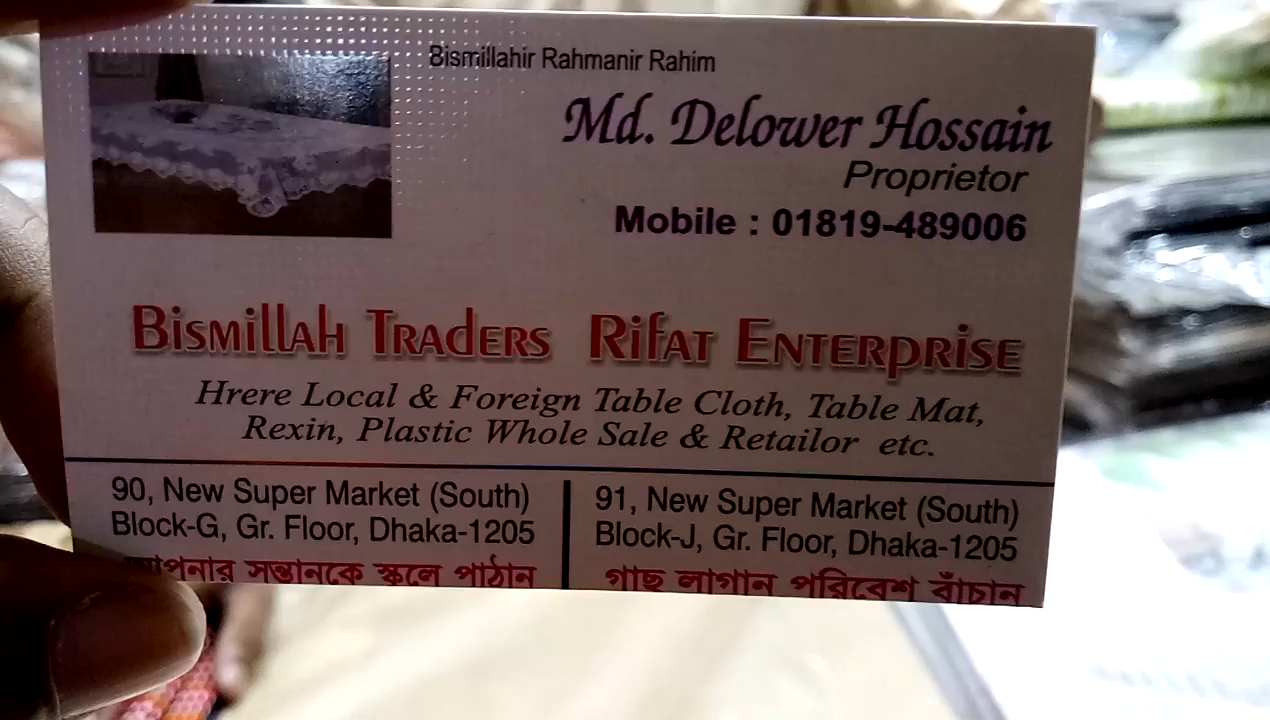 Bismillahir Rahmanir Rahim
Md. Delower Hossain
Proprietor
Mobile : 01819-489006
Bismillah Traders Rifat Enterprise
Hrere Local & Foreign Table Cloth, Table Mat,
Rexin, Plastic Whole Sale & Retailor etc.
90, New Super Market (South)
Block-G, Gr. Floor, Dhaka-1205
আপনার সন্তানকে স্কুলে পাঠান
91, New Super Market (South)
Block-J, Gr. Floor, Dhaka-1205
গাছ লাগান পরিবেশ বাঁচান